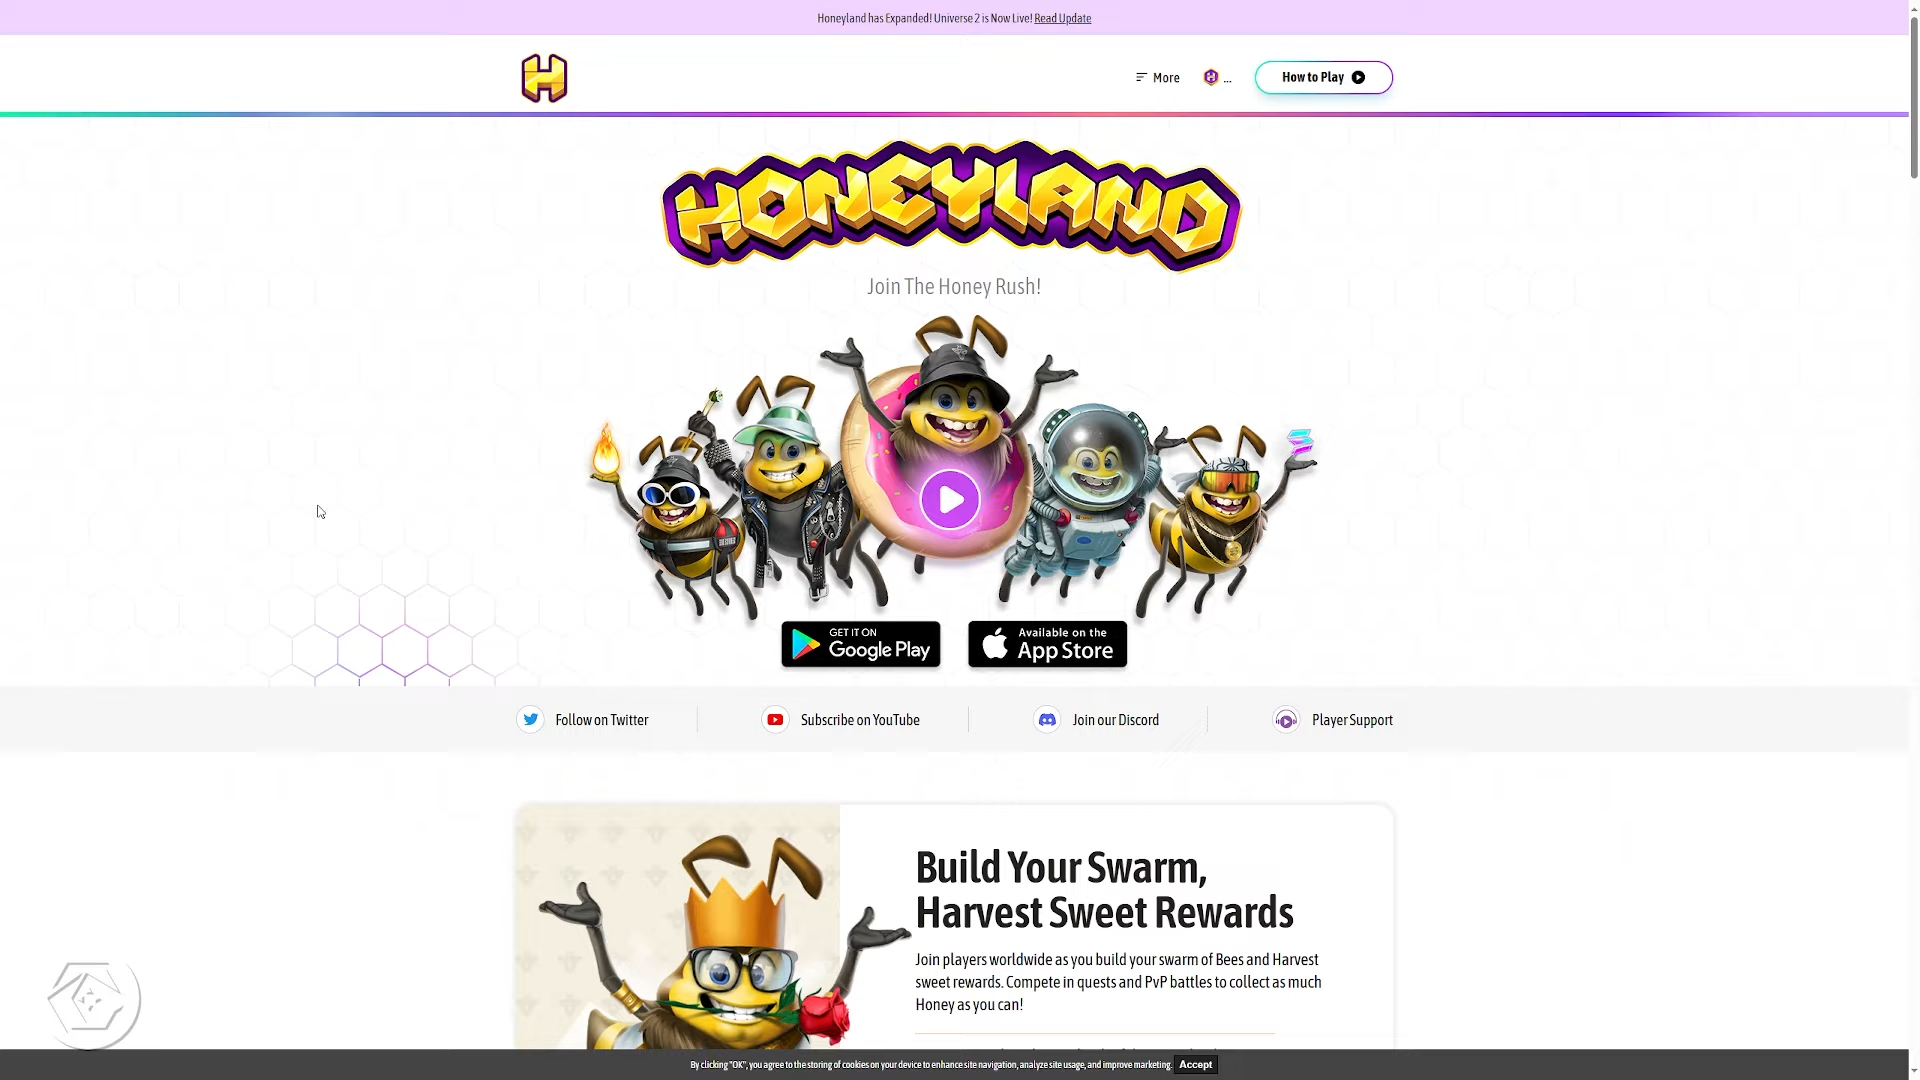 Honeyland has Expanded! Universe 2 is Now Live! Read Update
H
More
...
How to Play
HONEYLAND
Join The Honey Rush!
GET IT ON
Google Play
Available on the
App Store
Follow on Twitter
Subscribe on YouTube
Join our Discord
Player Support
Build Your Swarm,
Harvest Sweet Rewards
Join players worldwide as you build your swarm of Bees and Harvest
sweet rewards. Compete in quests and PvP battles to collect as much
Honey as you can!
By clicking "OK", you agree to the storing of cookies on your device to enhance site navigation, analyze site usage, and improve marketing.
Accept